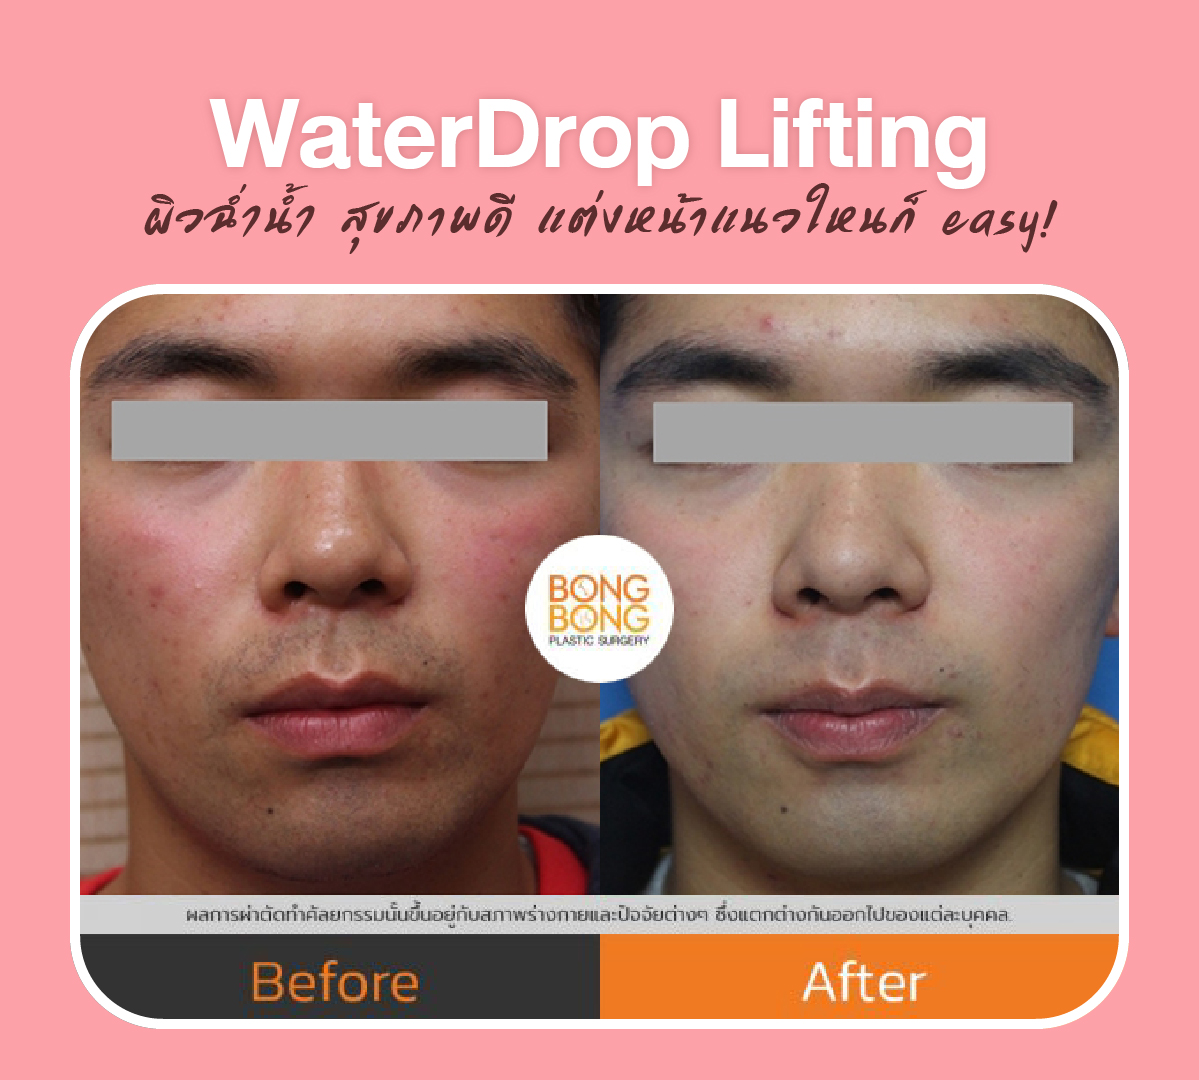 WaterDrop Lifting
ผิวฉ่ำน้ำ สุขภาพดี แต่งหน้าแนวไหนก็ easy!
BONG
BONG
PLASTIC SURGERY
ผลการผ่าตัดทำศัลยกรรมนั้นขึ้นอยู่กับสภาพร่างกายและปัจจัยต่างๆ ซึ่งแตกต่างกันออกไปของแต่ละบุคคล.
Before
After